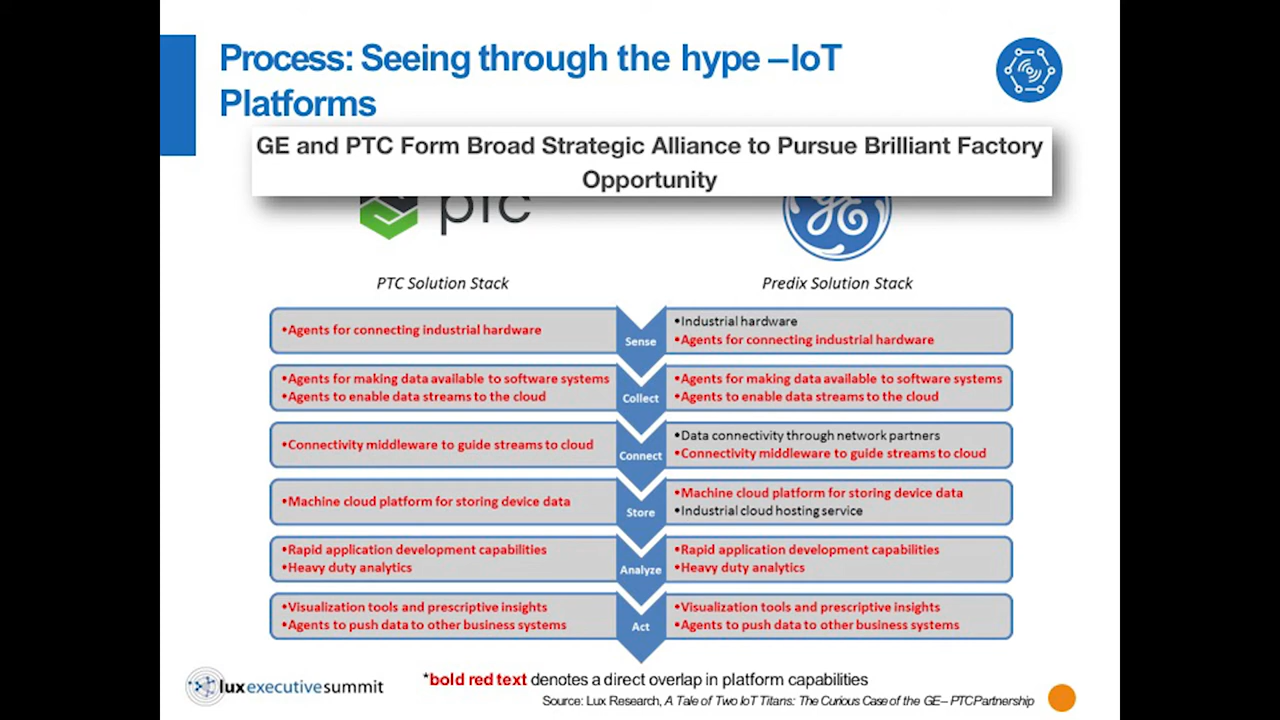 Process: Seeing through the hype –IoT
Platforms
GE and PTC Form Broad Strategic Alliance to Pursue Brilliant Factory
Opportunity
ptc
GE
PTC Solution Stack
Predix Solution Stack
•Agents for connecting industrial hardware
Sense
•Industrial hardware
•Agents for connecting industrial hardware
•Agents for making data available to software systems
•Agents to enable data streams to the cloud
Collect
•Agents for making data available to software systems
•Agents to enable data streams to the cloud
•Connectivity middleware to guide streams to cloud
Connect
•Data connectivity through network partners
•Connectivity middleware to guide streams to cloud
•Machine cloud platform for storing device data
Store
•Machine cloud platform for storing device data
•Industrial cloud hosting service
•Rapid application development capabilities
•Heavy duty analytics
Analyze
•Rapid application development capabilities
•Heavy duty analytics
•Visualization tools and prescriptive insights
•Agents to push data to other business systems
Act
•Visualization tools and prescriptive insights
•Agents to push data to other business systems
*bold red text denotes a direct overlap in platform capabilities
luxexecutivesummit
Source: Lux Research, A Tale of Two IoT Titans: The Curious Case of the GE– PTC Partnership